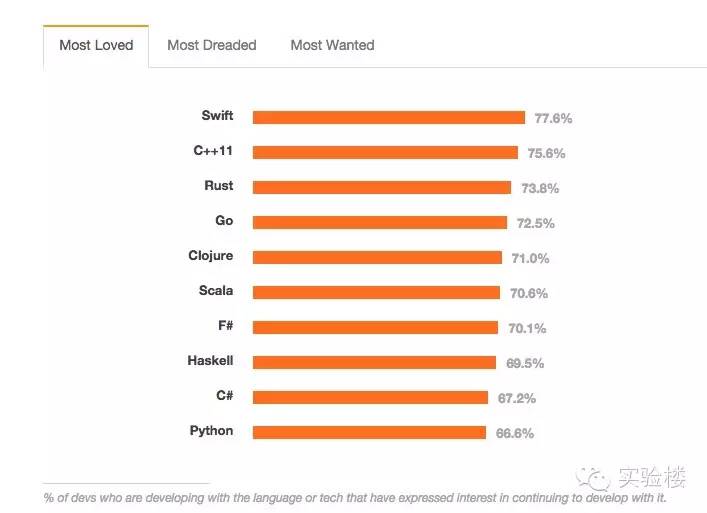 Most Loved Most Dreaded Most Wanted
Swift 77.6%
C++11 75.6%
Rust 73.8%
Go 72.5%
Clojure 71.0%
Scala 70.6%
F# 70.1%
Haskell 69.5%
C# 67.2%
Python 66.6%
实验楼
% of devs who are developing with the language or tech that have expressed interest in continuing to develop with it.